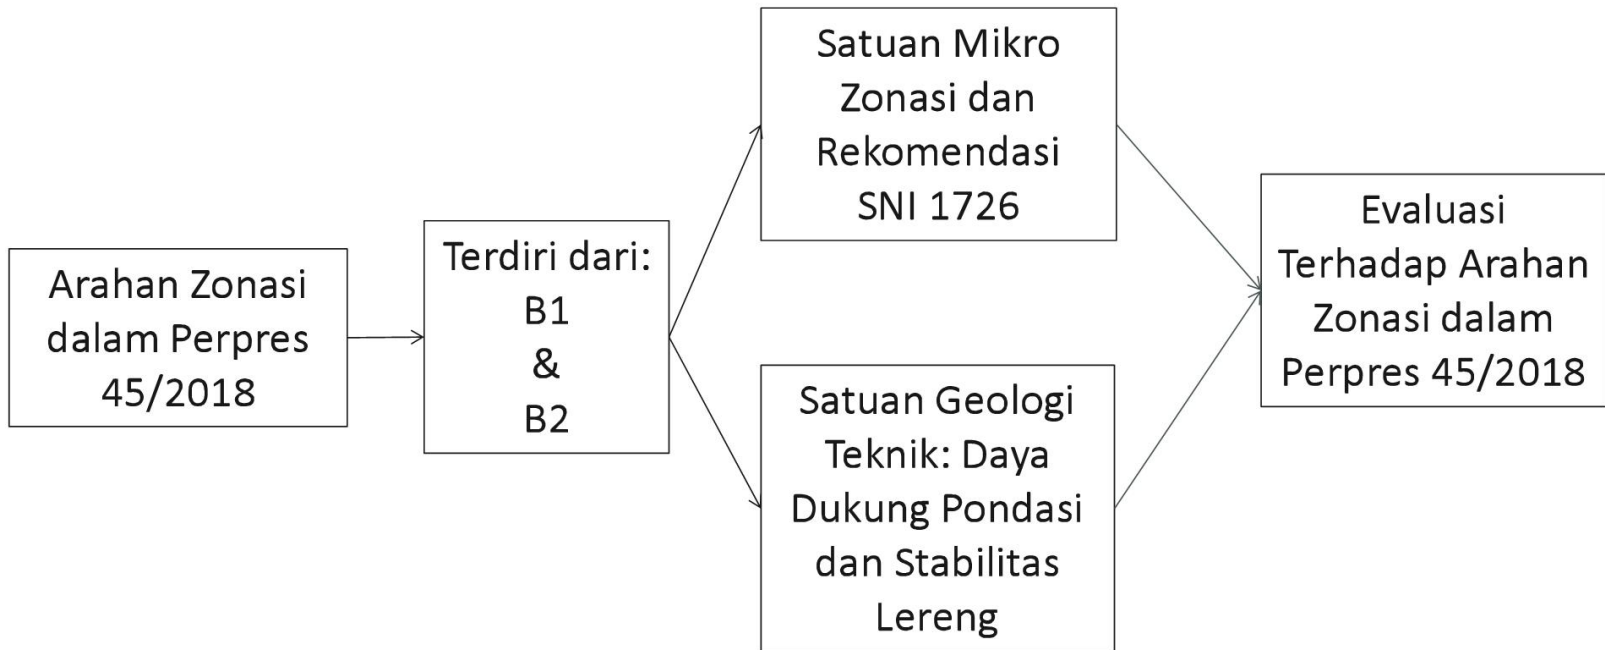 Arahan Zonasi
dalam Perpres
45/2018
Terdiri dari:
B1
&
B2
Satuan Mikro
Zonasi dan
Rekomendasi
SNI 1726
Satuan Geologi
Teknik: Daya
Dukung Pondasi
dan Stabilitas
Lereng
Evaluasi
Terhadap Arahan
Zonasi dalam
Perpres 45/2018